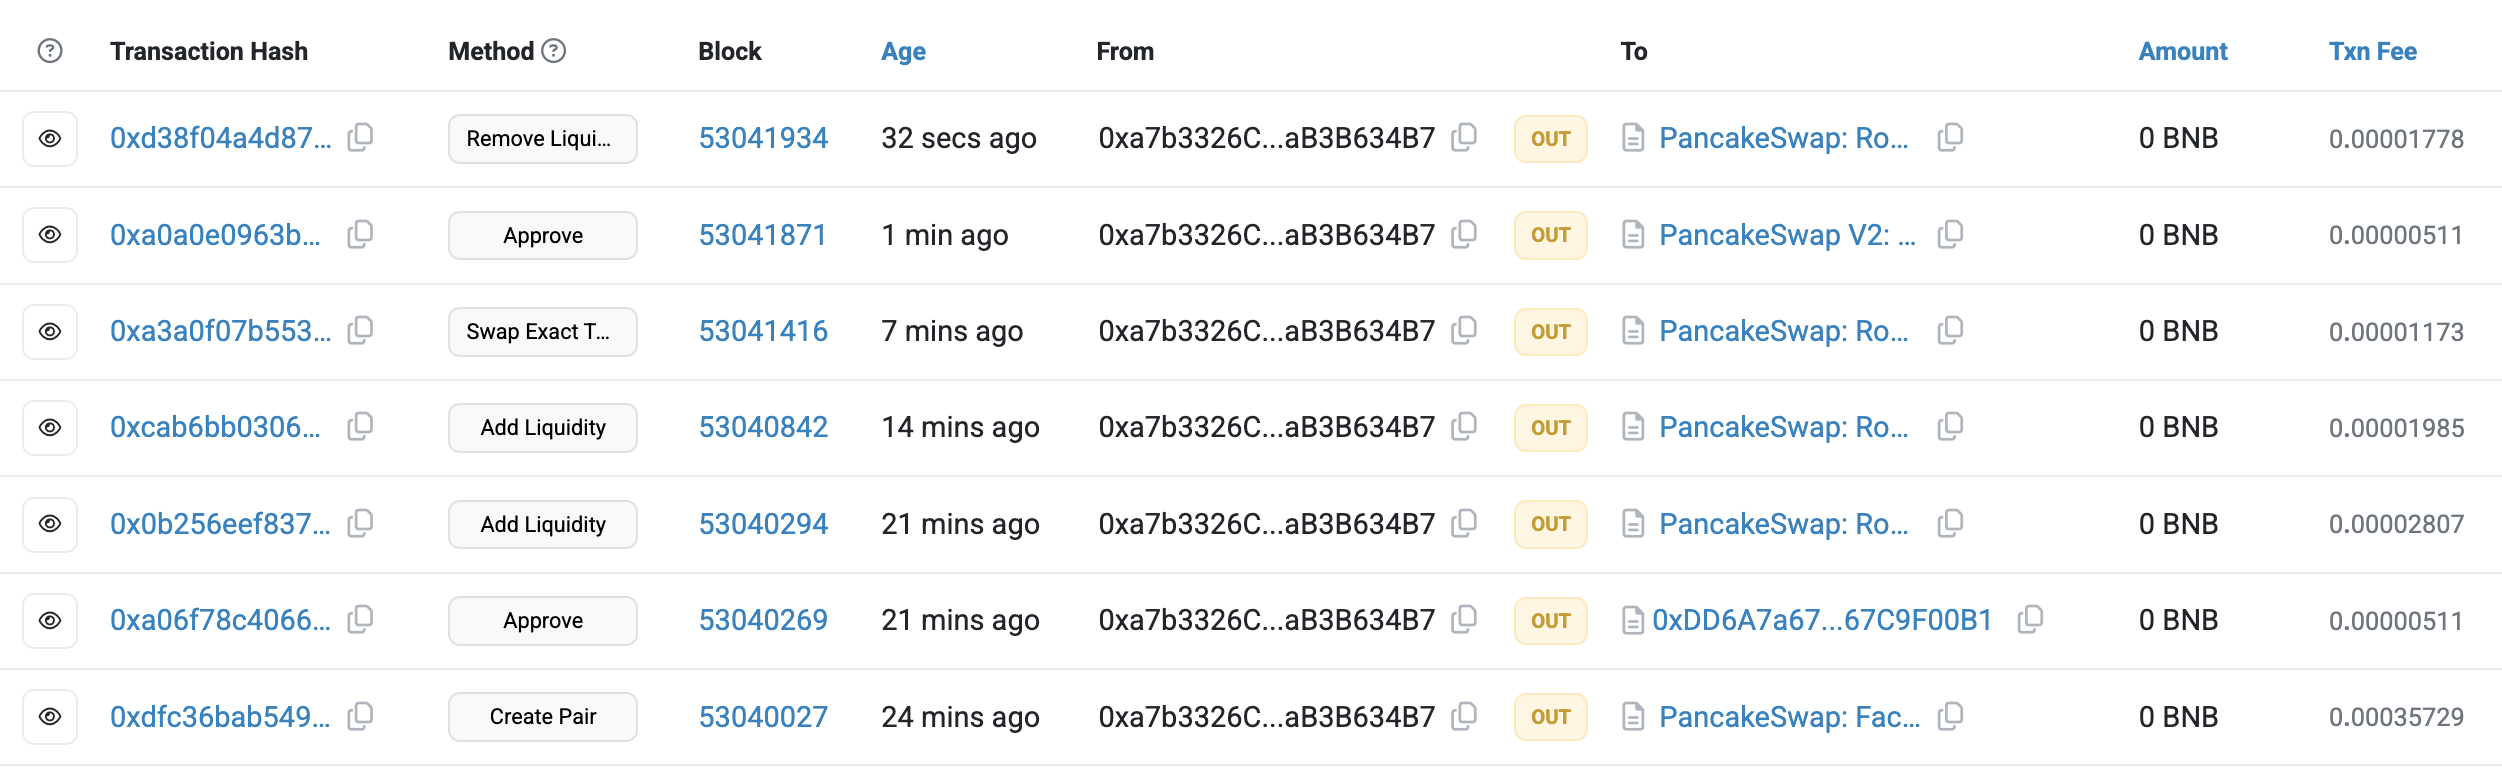 Transaction Hash Method Block Age From To Amount Txn Fee
0xd38f04a4d87... Remove Liqui... 53041934 32 secs ago 0xa7b3326C...aB3B634B7 OUT PancakeSwap: Ro... 0 BNB 0.00001778
0xa0a0e0963b... Approve 53041871 1 min ago 0xa7b3326C...aB3B634B7 OUT PancakeSwap V2: ... 0 BNB 0.00000511
0xa3a0f07b553... Swap Exact T... 53041416 7 mins ago 0xa7b3326C...aB3B634B7 OUT PancakeSwap: Ro... 0 BNB 0.00001173
0xcab6bb0306... Add Liquidity 53040842 14 mins ago 0xa7b3326C...aB3B634B7 OUT PancakeSwap: Ro... 0 BNB 0.00001985
0x0b256eef837... Add Liquidity 53040294 21 mins ago 0xa7b3326C...aB3B634B7 OUT PancakeSwap: Ro... 0 BNB 0.00002807
0xa06f78c4066... Approve 53040269 21 mins ago 0xa7b3326C...aB3B634B7 OUT 0xDD6A7a67...67C9F00B1 0 BNB 0.00000511
0xdfc36bab549... Create Pair 53040027 24 mins ago 0xa7b3326C...aB3B634B7 OUT PancakeSwap: Fac... 0 BNB 0.00035729